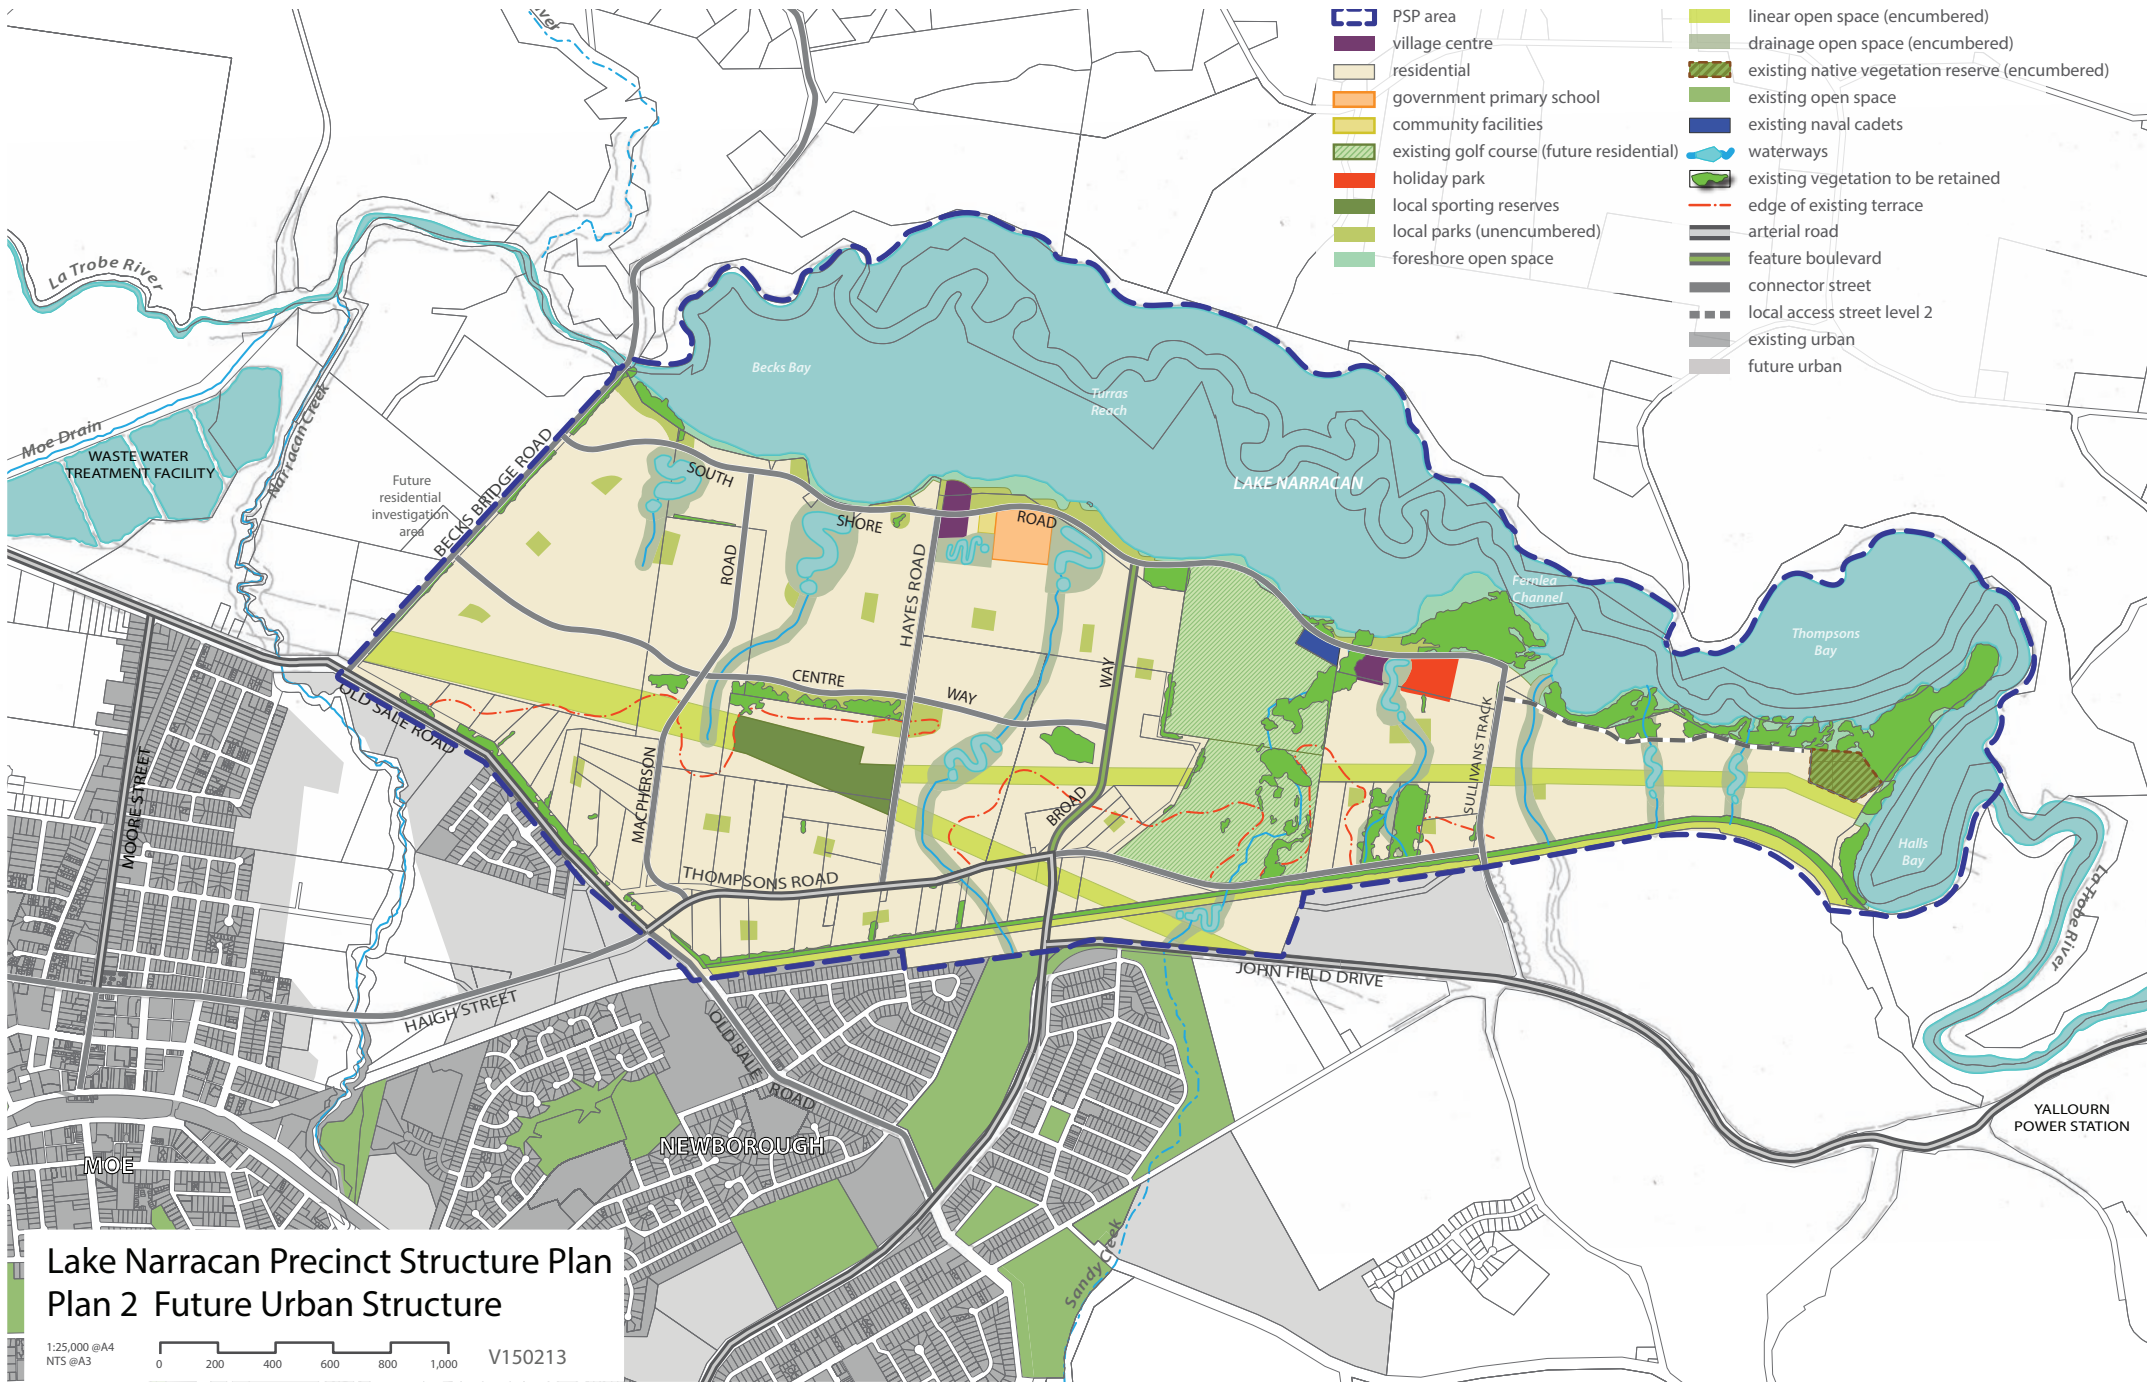 PSP area
village centre
residential
government primary school
community facilities
existing golf course (future residential)
holiday park
local sporting reserves
local parks (unencumbered)
foreshore open space
linear open space (encumbered)
drainage open space (encumbered)
existing native vegetation reserve (encumbered)
existing open space
existing naval cadets
waterways
existing vegetation to be retained
edge of existing terrace
arterial road
feature boulevard
connector street
local access street level 2
existing urban
future urban
River
La Trobe River
Moe Drain
Narracan Creek
WASTE WATER
TREATMENT FACILITY
Future
residential
investigation
area
BECKS BRIDGE ROAD
Becks Bay
Turras
Reach
LAKE NARRACAN
Fernlea
Channel
Thompsons
Bay
Halls
Bay
La Trobe River
SOUTH
SHORE
ROAD
ROAD
HAYES ROAD
CENTRE
WAY
WAY
BROAD
MACPHERSON
SULLIVANS TRACK
OLD SALE ROAD
MOORE STREET
THOMPSONS ROAD
HAIGH STREET
JOHN FIELD DRIVE
OLD SALE
ROAD
NEWBOROUGH
MOE
Sandy Creek
YALLOURN
POWER STATION
Lake Narracan Precinct Structure Plan
Plan 2 Future Urban Structure
1:25,000 @A4
NTS @A3
0 200 400 600 800 1,000
V150213